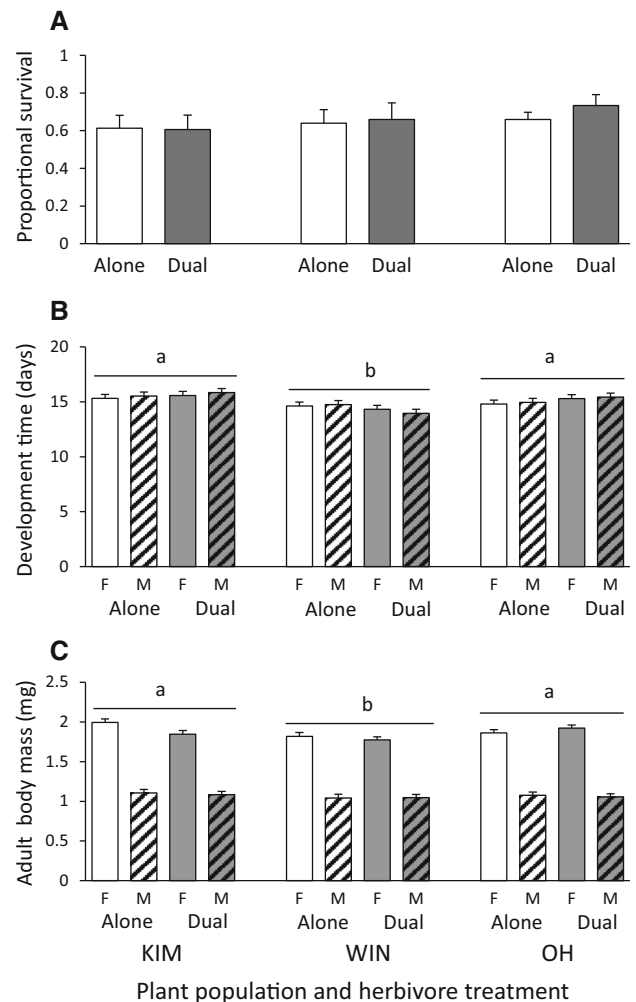 A
Proportional survival
1
0.8
0.6
0.4
0.2
0
Alone Dual Alone Dual Alone Dual
B
Development time (days)
20
15
10
5
0
a b a
F M F M F M F M F M F M
Alone Dual Alone Dual Alone Dual
C
Adult body mass (mg)
2.5
2
1.5
1
0.5
0
a b a
F M F M F M F M F M F M
Alone Dual Alone Dual Alone Dual
KIM WIN OH
Plant population and herbivore treatment